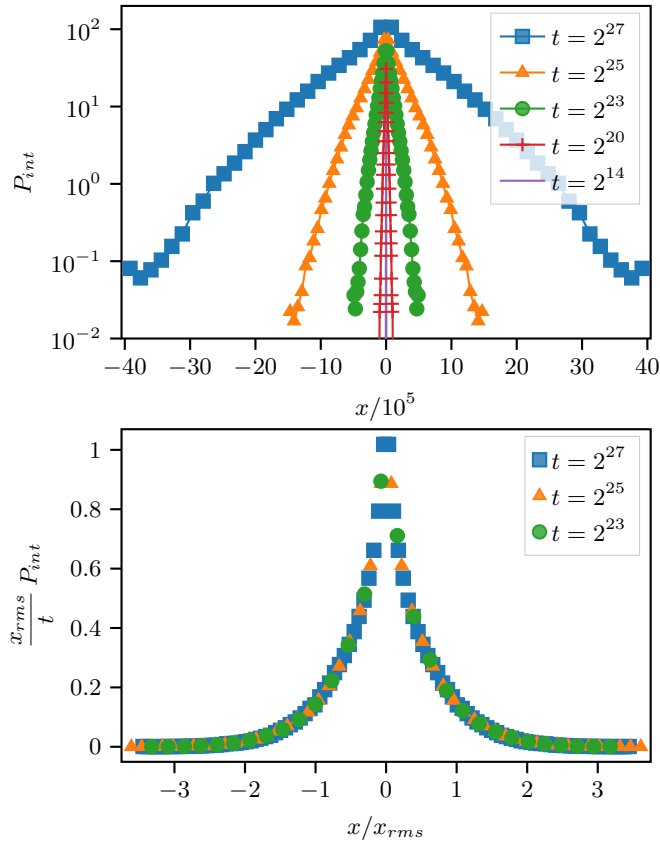 P_{int}
10^2
10^1
10^0
10^{-1}
10^{-2}
t = 2^{27}
t = 2^{25}
t = 2^{23}
t = 2^{20}
t = 2^{14}
−40 −30 −20 −10 0 10 20 30 40
x/10^5
\frac{x_{rms}}{t} P_{int}
1
0.8
0.6
0.4
0.2
0
t = 2^{27}
t = 2^{25}
t = 2^{23}
−3 −2 −1 0 1 2 3
x/x_{rms}